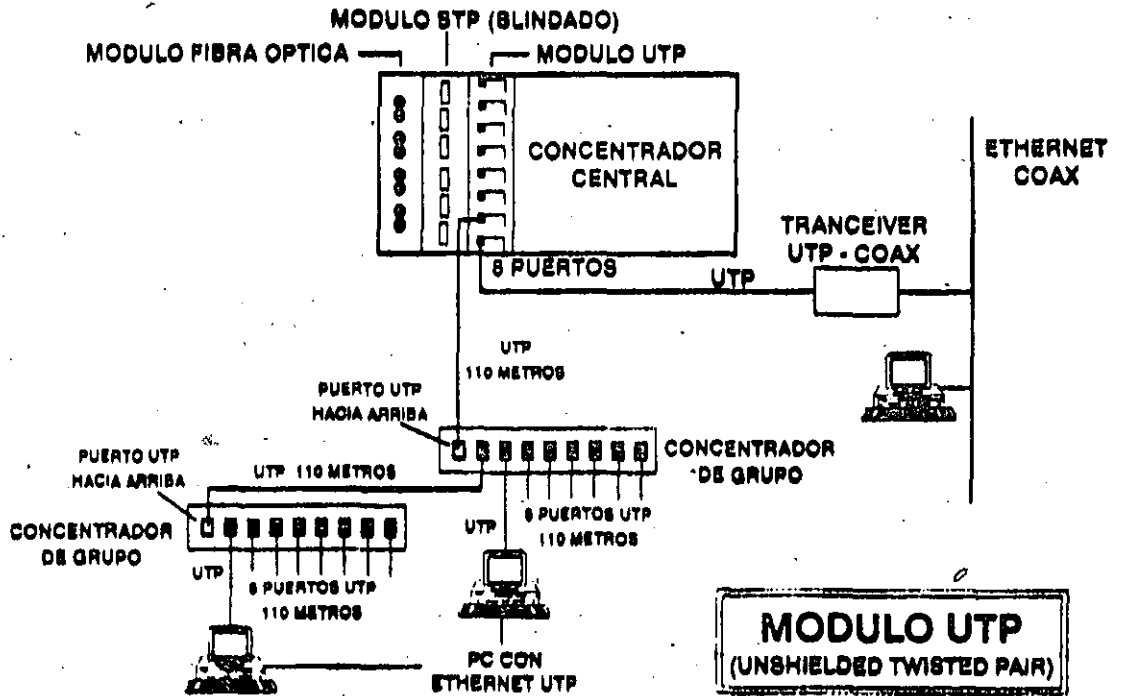 MODULO STP (BLINDADO)
MODULO FIBRA OPTICA
MODULO UTP
CONCENTRADOR
CENTRAL
ETHERNET
COAX
TRANCEIVER
UTP - COAX
8 PUERTOS
UTP
UTP
110 METROS
PUERTO UTP
HACIA ARRIBA
CONCENTRADOR
DE GRUPO
PUERTO UTP
HACIA ARRIBA
UTP 110 METROS
CONCENTRADOR
DE GRUPO
UTP
8 PUERTOS UTP
110 METROS
UTP
8 PUERTOS UTP
110 METROS
PC CON
ETHERNET UTP
MODULO UTP
(UNSHIELDED TWISTED PAIR)